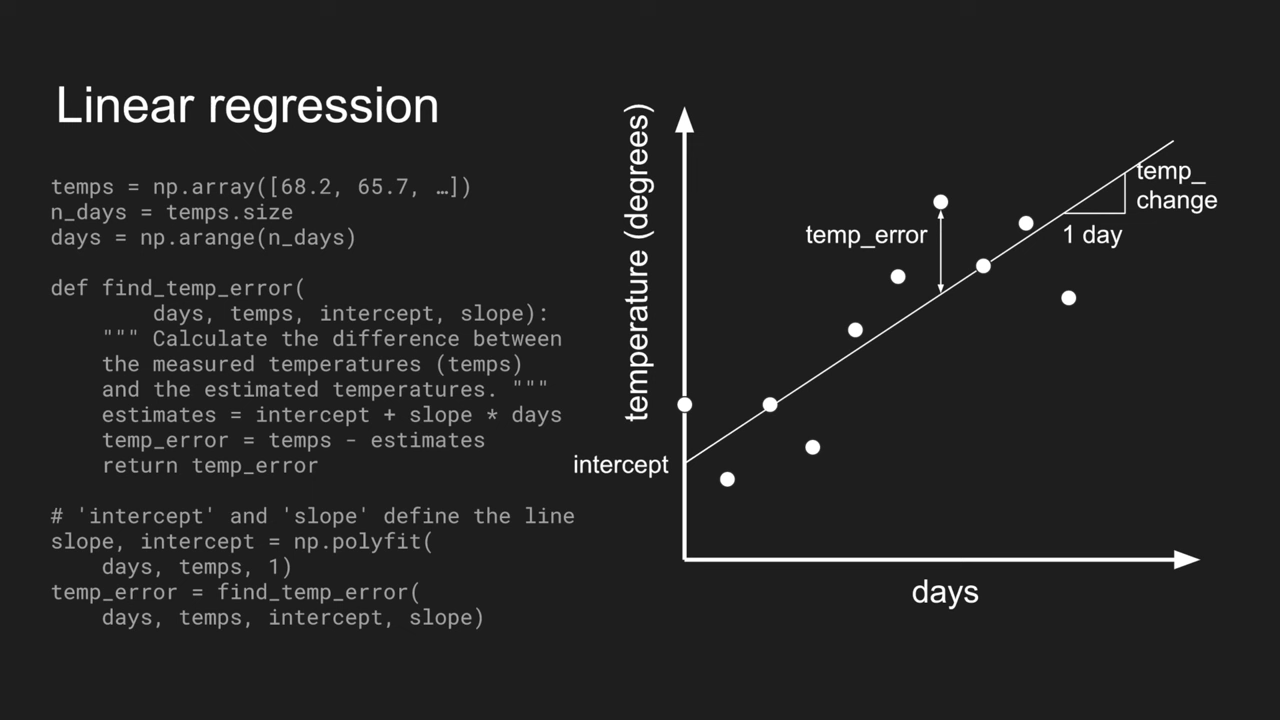 Linear regression
temps = np.array([68.2, 65.7, …])
n_days = temps.size
days = np.arange(n_days)
def find_temp_error(
        days, temps, intercept, slope):
    """ Calculate the difference between
    the measured temperatures (temps)
    and the estimated temperatures. """
    estimates = intercept + slope * days
    temp_error = temps - estimates
    return temp_error
# 'intercept' and 'slope' define the line
slope, intercept = np.polyfit(
    days, temps, 1)
temp_error = find_temp_error(
    days, temps, intercept, slope)
temperature (degrees)
temp_
change
temp_error
1 day
intercept
days